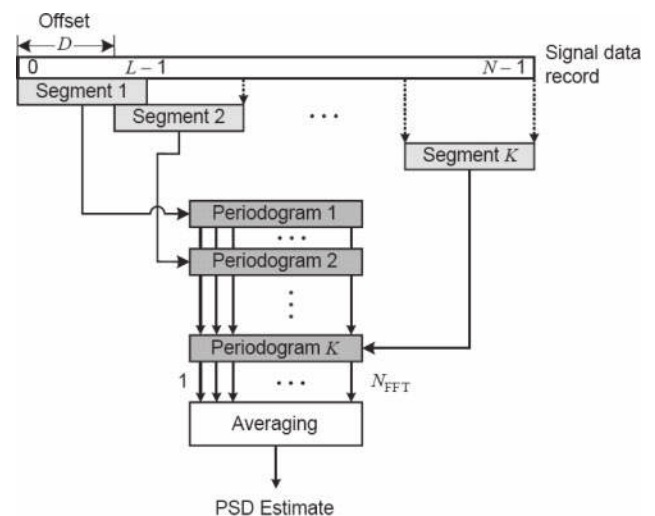 Offset
D
0 L – 1 N – 1
Signal data
record
Segment 1
Segment 2
...
Segment K
Periodogram 1
...
Periodogram 2
Periodogram K
1 ... N_FFT
Averaging
PSD Estimate